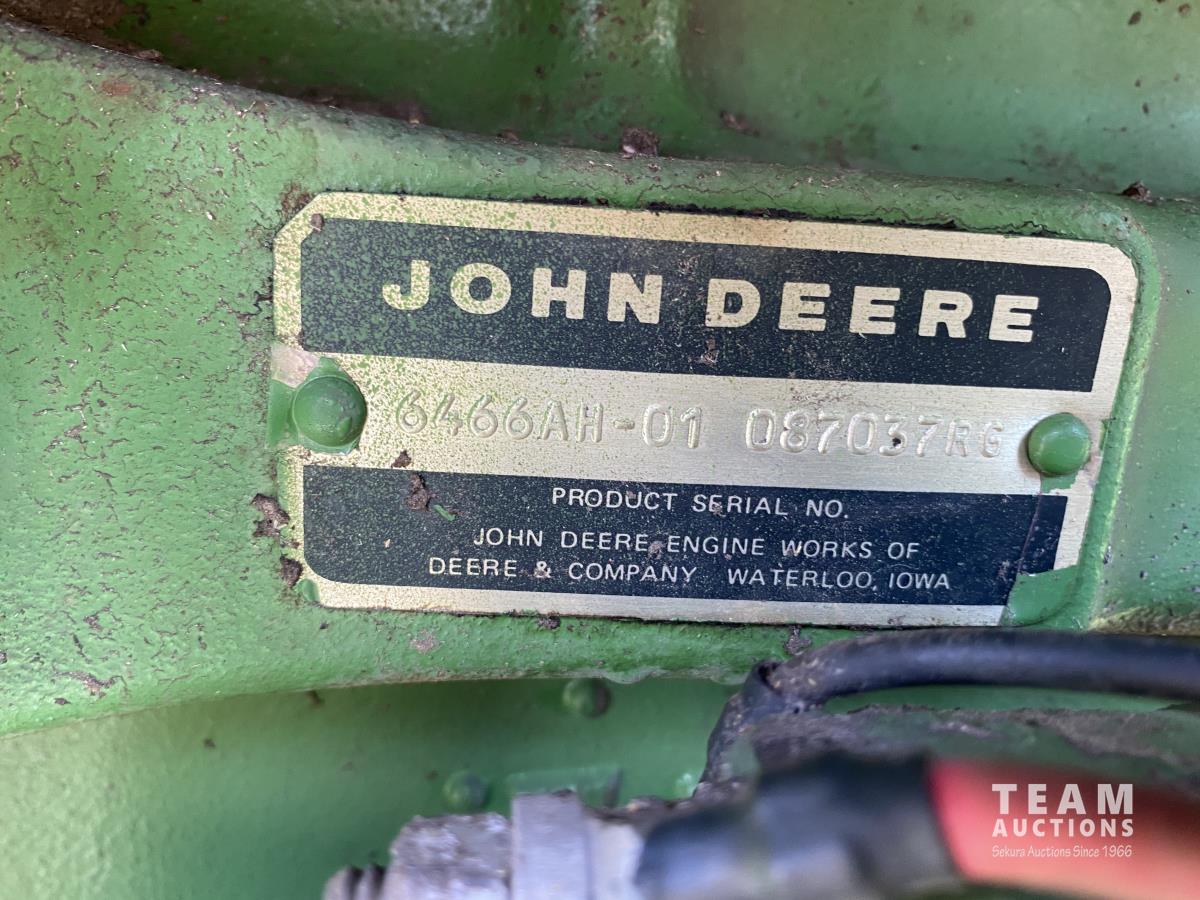 JOHN DEERE
6466AH-01 087037RG
PRODUCT SERIAL NO.
JOHN DEERE ENGINE WORKS OF
DEERE & COMPANY WATERLOO, IOWA
TEAM
AUCTIONS
Sekura Auctions Since 1966